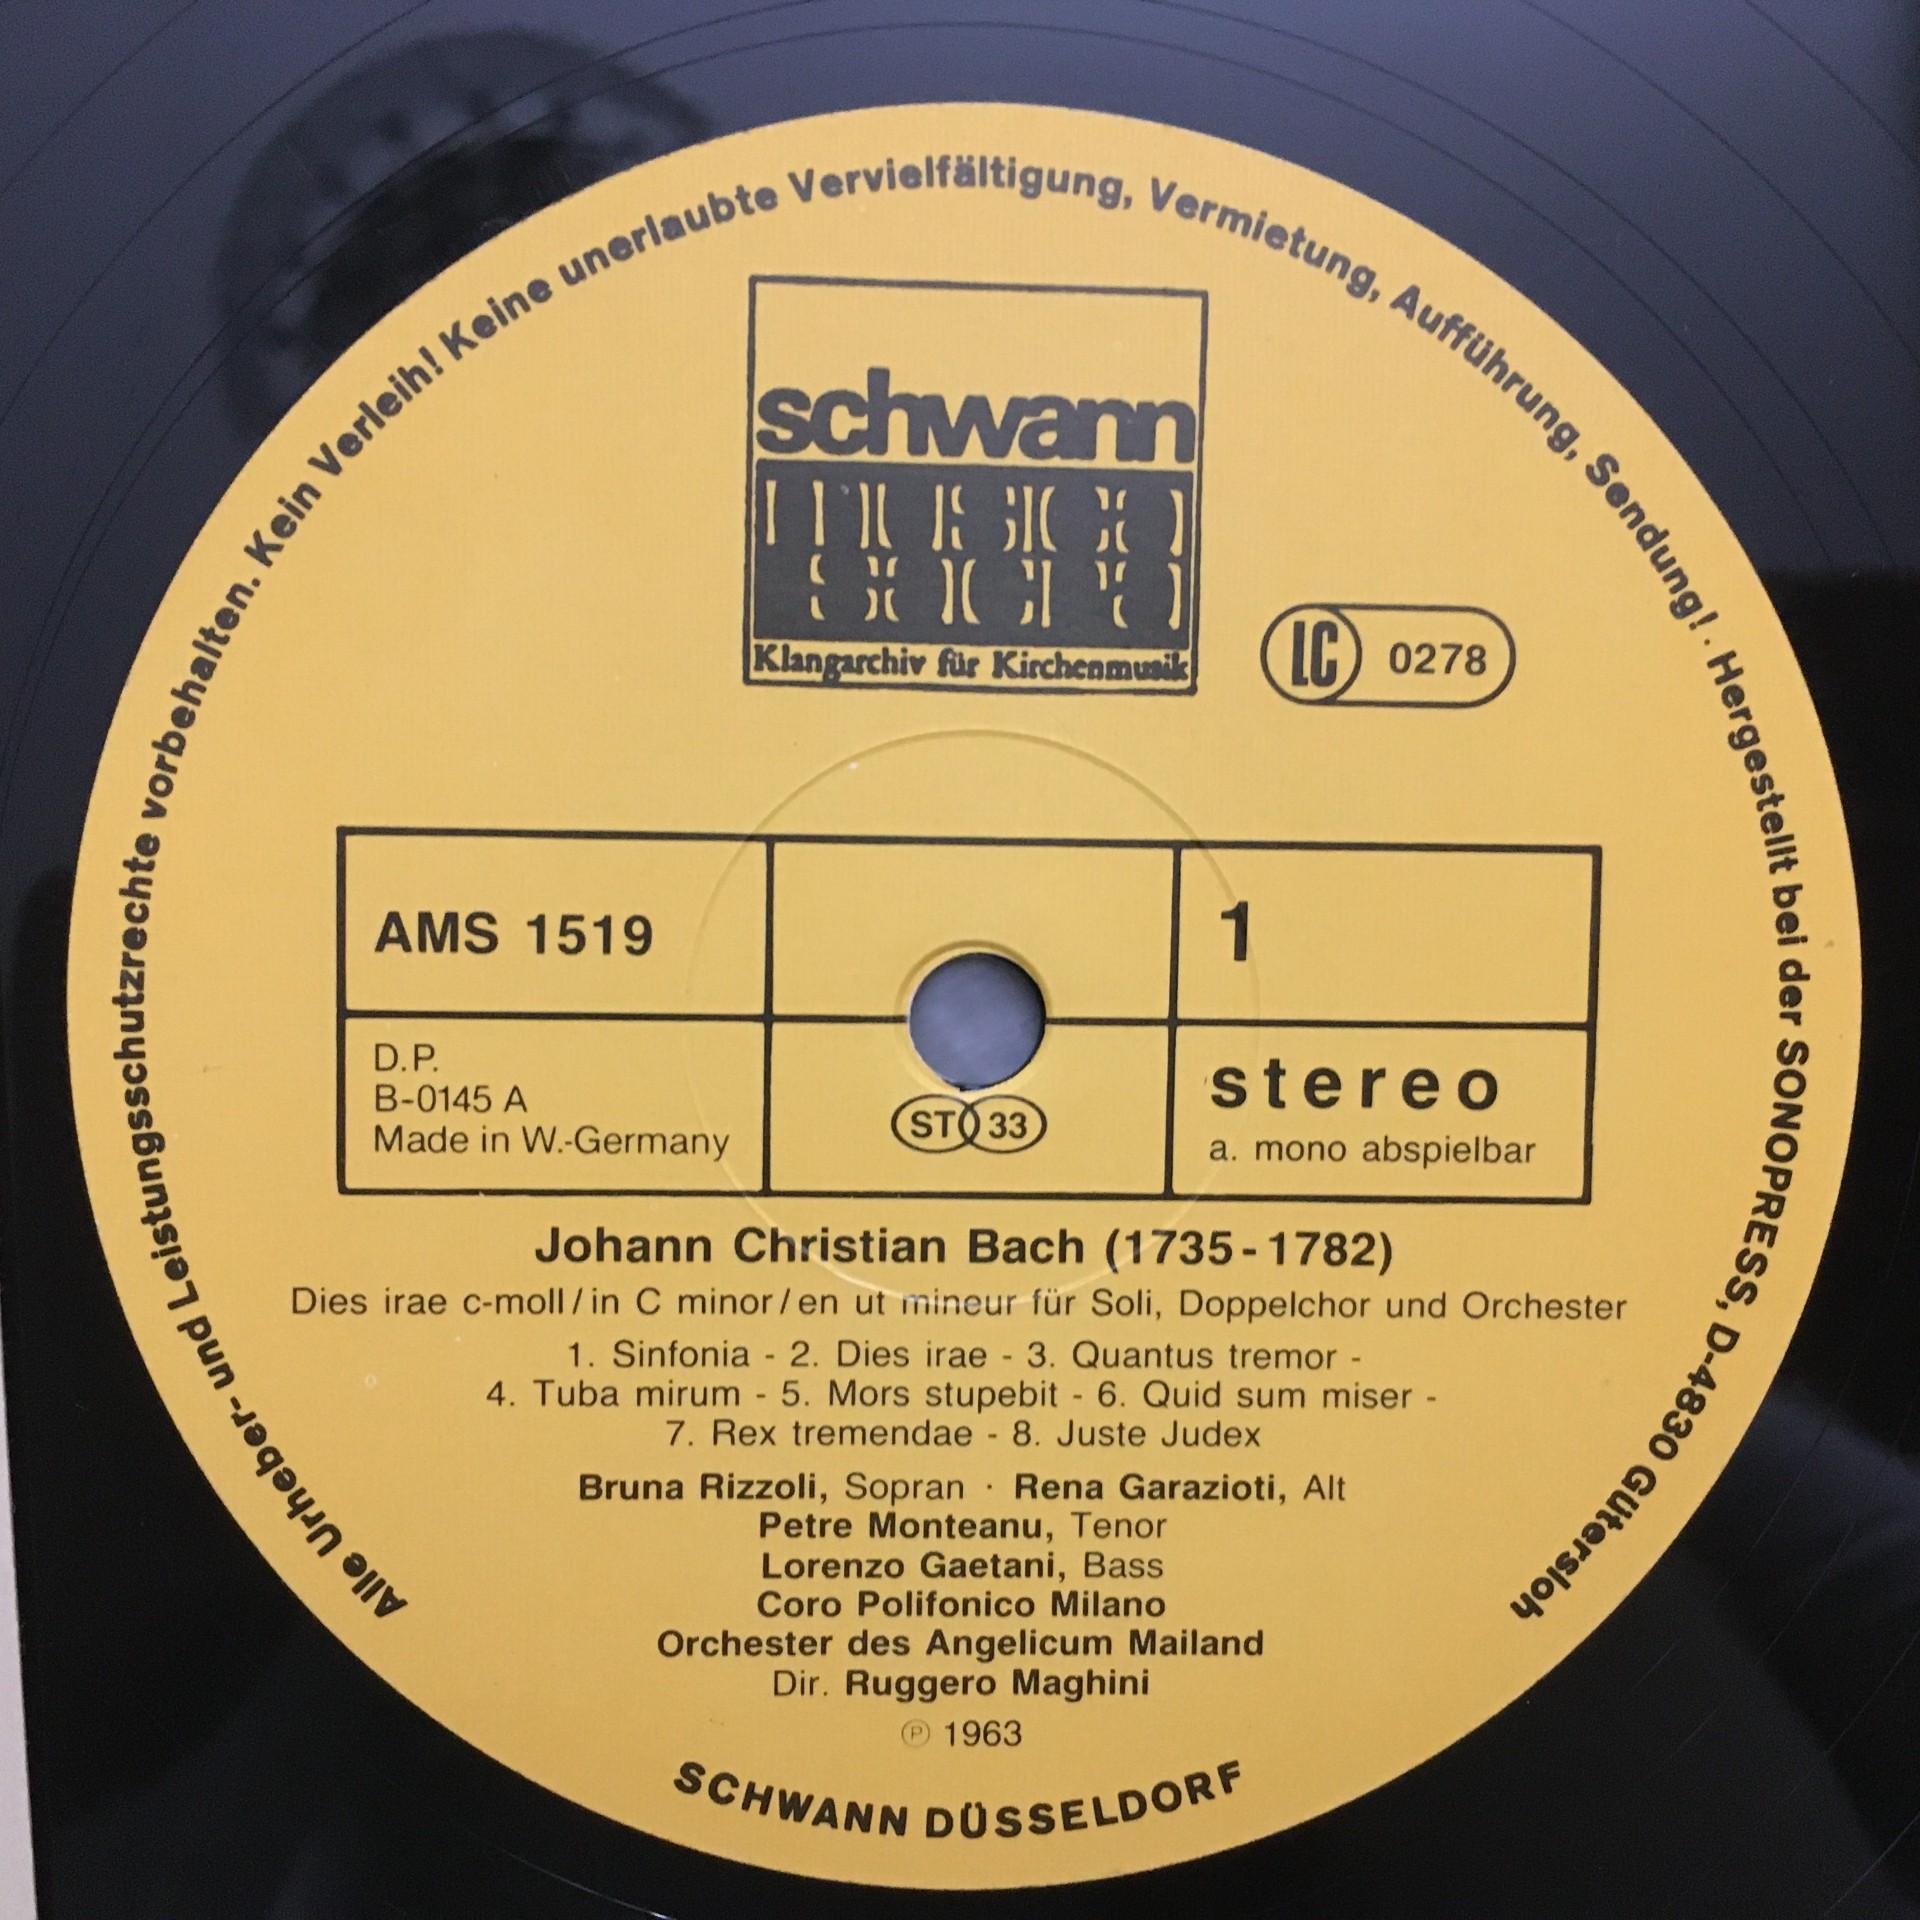 Alle Urheber- und Leistungsschutzrechte vorbehalten. Kein Verleih! Keine unerlaubte Vervielfältigung, Vermietung, Aufführung, Sendung! · Hergestellt bei der SONOPRESS, D-4830 Gütersloh
schwann
Klangarchiv für Kirchenmusik
LC 0278
AMS 1519
1
D.P.
B-0145 A
Made in W.-Germany
ST 33
stereo
a. mono abspielbar
Johann Christian Bach (1735-1782)
Dies irae c-moll/in C minor/en ut mineur für Soli, Doppelchor und Orchester
1. Sinfonia - 2. Dies irae - 3. Quantus tremor -
4. Tuba mirum - 5. Mors stupebit - 6. Quid sum miser -
7. Rex tremendae - 8. Juste Judex
Bruna Rizzoli, Sopran · Rena Garazioti, Alt
Petre Monteanu, Tenor
Lorenzo Gaetani, Bass
Coro Polifonico Milano
Orchester des Angelicum Mailand
Dir. Ruggero Maghini
℗ 1963
SCHWANN DÜSSELDORF